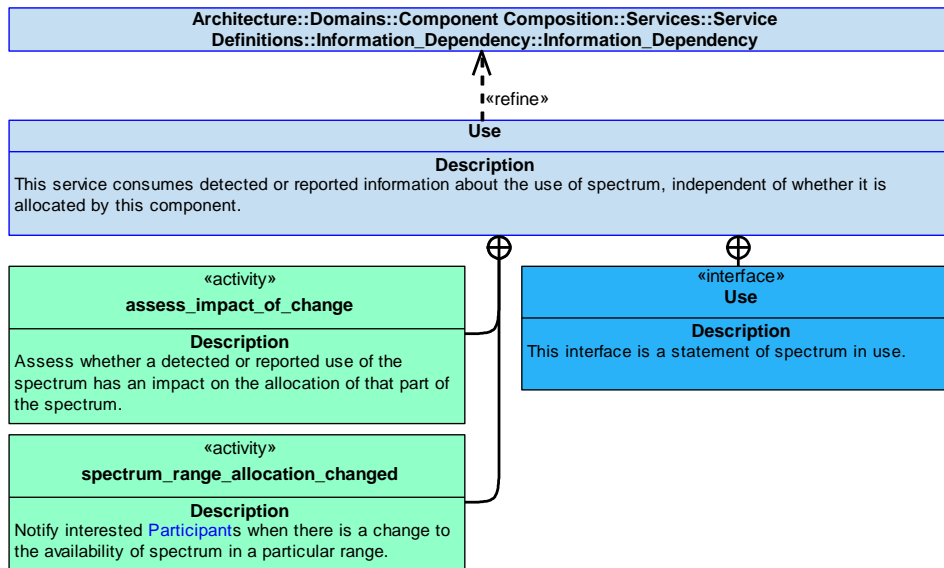 Architecture::Domains::Component Composition::Services::Service
Definitions::Information_Dependency::Information_Dependency
«refine»
Use
Description
This service consumes detected or reported information about the use of spectrum, independent of whether it is
allocated by this component.
«activity»
assess_impact_of_change
Description
Assess whether a detected or reported use of the
spectrum has an impact on the allocation of that part of
the spectrum.
«interface»
Use
Description
This interface is a statement of spectrum in use.
«activity»
spectrum_range_allocation_changed
Description
Notify interested Participants when there is a change to
the availability of spectrum in a particular range.